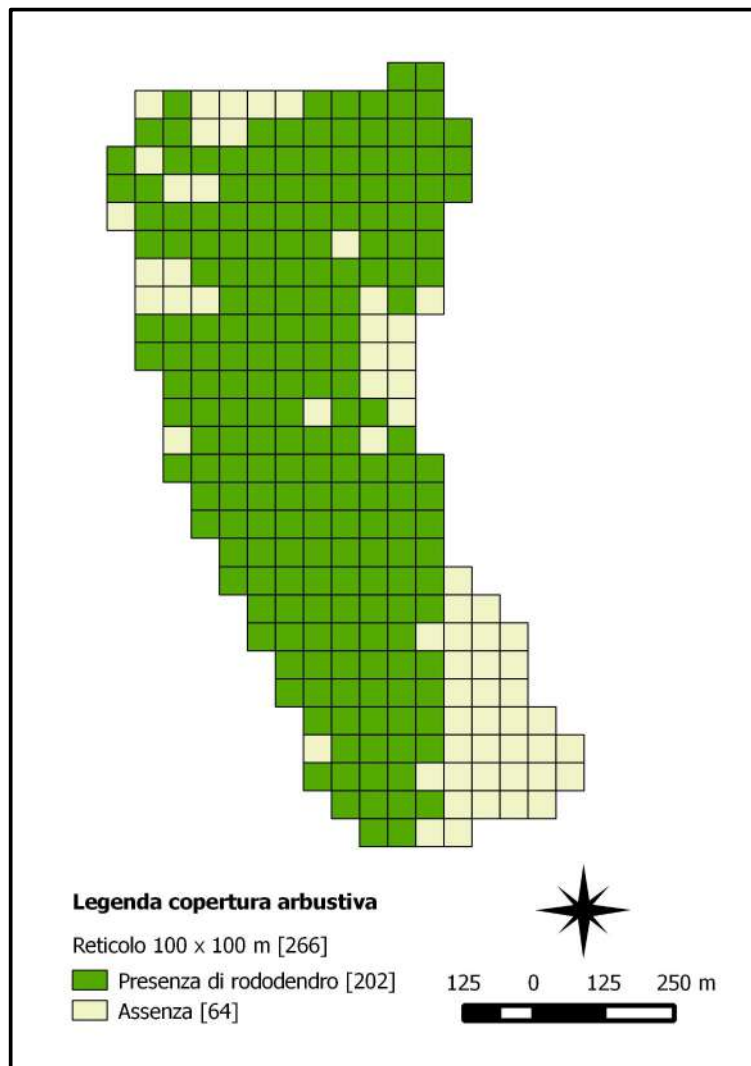 Legenda copertura arbustiva
Reticolo 100 x 100 m [266]
Presenza di rododendro [202]
Assenza [64]
125 0 125 250 m